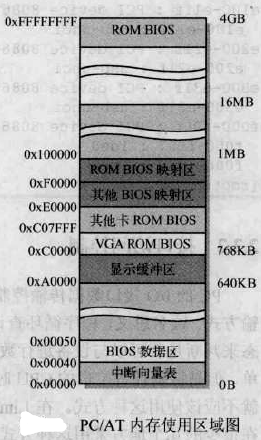 0xFFFFFFFF
4GB
ROM BIOS
16MB
0x100000
1MB
ROM BIOS 映射区
0xF0000
其他 BIOS 映射区
0xE0000
其他卡 ROM BIOS
0xC07FFF
VGA ROM BIOS
0xC0000
768KB
显示缓冲区
0xA0000
640KB
0x00050
BIOS 数据区
0x00040
中断向量表
0x00000
0B
PC/AT 内存使用区域图